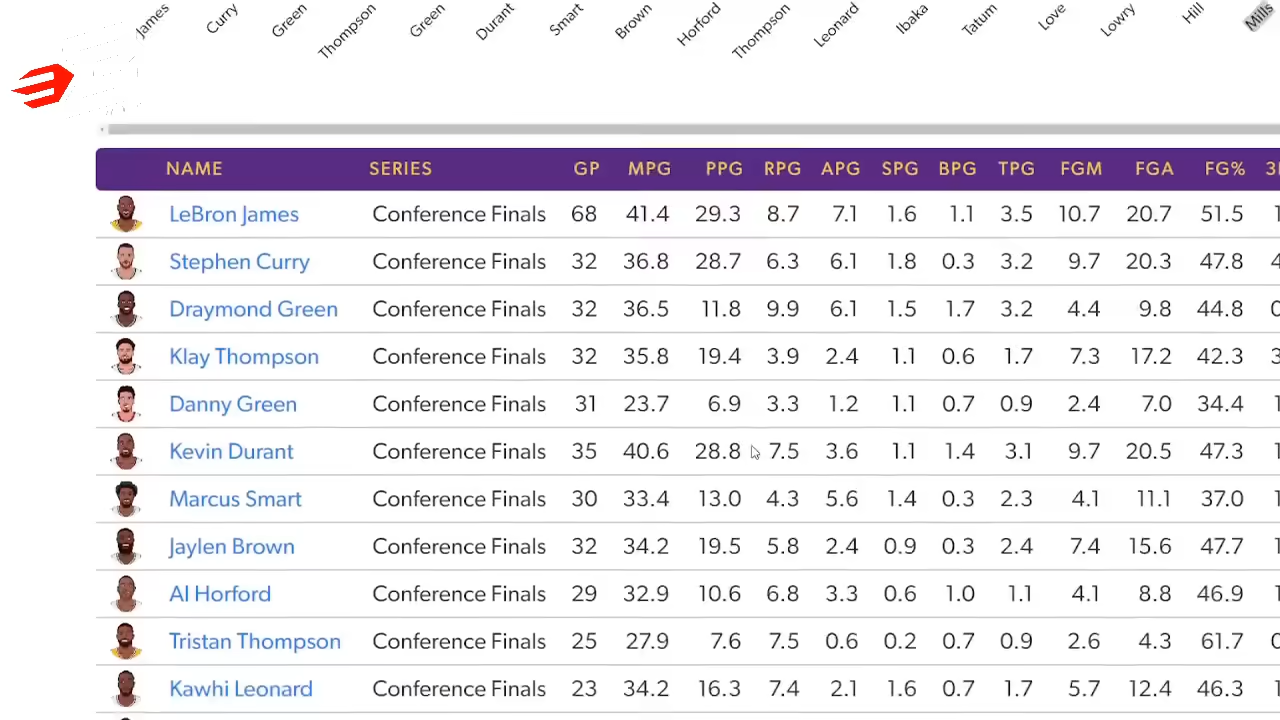 James Curry Green Thompson Green Durant Smart Brown Horford Thompson Leonard Ibaka Tatum Love Lowry Hill Mills
NAME SERIES GP MPG PPG RPG APG SPG BPG TPG FGM FGA FG%
LeBron James Conference Finals 68 41.4 29.3 8.7 7.1 1.6 1.1 3.5 10.7 20.7 51.5
Stephen Curry Conference Finals 32 36.8 28.7 6.3 6.1 1.8 0.3 3.2 9.7 20.3 47.8
Draymond Green Conference Finals 32 36.5 11.8 9.9 6.1 1.5 1.7 3.2 4.4 9.8 44.8
Klay Thompson Conference Finals 32 35.8 19.4 3.9 2.4 1.1 0.6 1.7 7.3 17.2 42.3
Danny Green Conference Finals 31 23.7 6.9 3.3 1.2 1.1 0.7 0.9 2.4 7.0 34.4
Kevin Durant Conference Finals 35 40.6 28.8 7.5 3.6 1.1 1.4 3.1 9.7 20.5 47.3
Marcus Smart Conference Finals 30 33.4 13.0 4.3 5.6 1.4 0.3 2.3 4.1 11.1 37.0
Jaylen Brown Conference Finals 32 34.2 19.5 5.8 2.4 0.9 0.3 2.4 7.4 15.6 47.7
Al Horford Conference Finals 29 32.9 10.6 6.8 3.3 0.6 1.0 1.1 4.1 8.8 46.9
Tristan Thompson Conference Finals 25 27.9 7.6 7.5 0.6 0.2 0.7 0.9 2.6 4.3 61.7
Kawhi Leonard Conference Finals 23 34.2 16.3 7.4 2.1 1.6 0.7 1.7 5.7 12.4 46.3